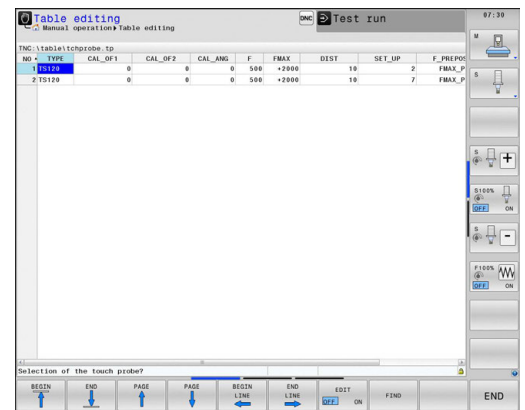 Table editing
Manual operation▸Table editing
DNC
Test run
07:30
TNC:\table\tchprobe.tp
NO TYPE CAL_OF1 CAL_OF2 CAL_ANG F FMAX DIST SET_UP F_PREPOS
1 TS120 0 0 0 500 +2000 10 2 FMAX_P
2 TS120 0 0 0 500 +2000 10 7 FMAX_P
M
S
S
+
S100%
OFF ON
S
-
F100%
OFF ON
Selection of the touch probe?
BEGIN
END
PAGE
PAGE
BEGIN LINE
END LINE
EDIT
OFF ON
FIND
END